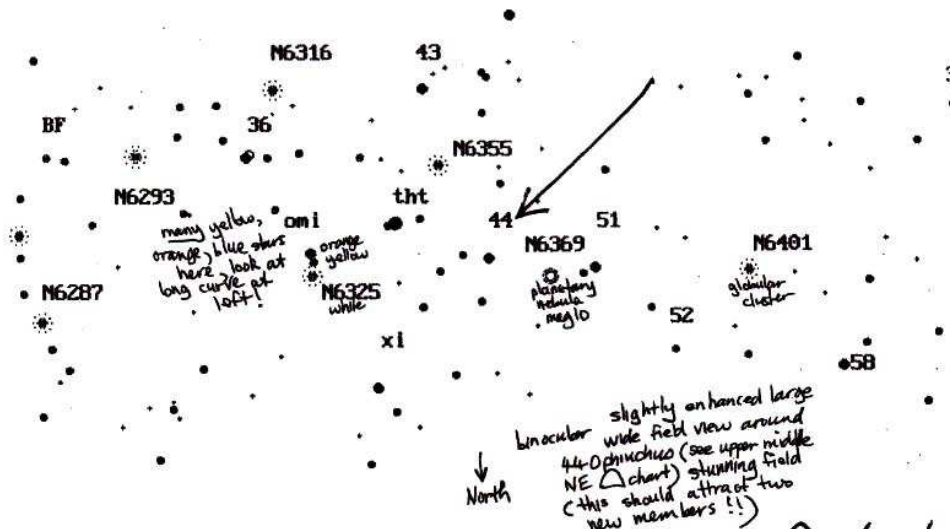 N6316
43
BF
36
N6355
N6293
tht
many yellow,
orange, blue stars
here, look at
long curve at
left!
omi
orange
yellow
44
51
N6369
planetary
nebula
mag10
N6401
globular
cluster
N6287
N6325
white
52
xi
58
binocular slightly enhanced large
wide field view around
44 Ophiuchus (see upper middle
NE chart) stunning field
(this should attract two
new members !!)
North